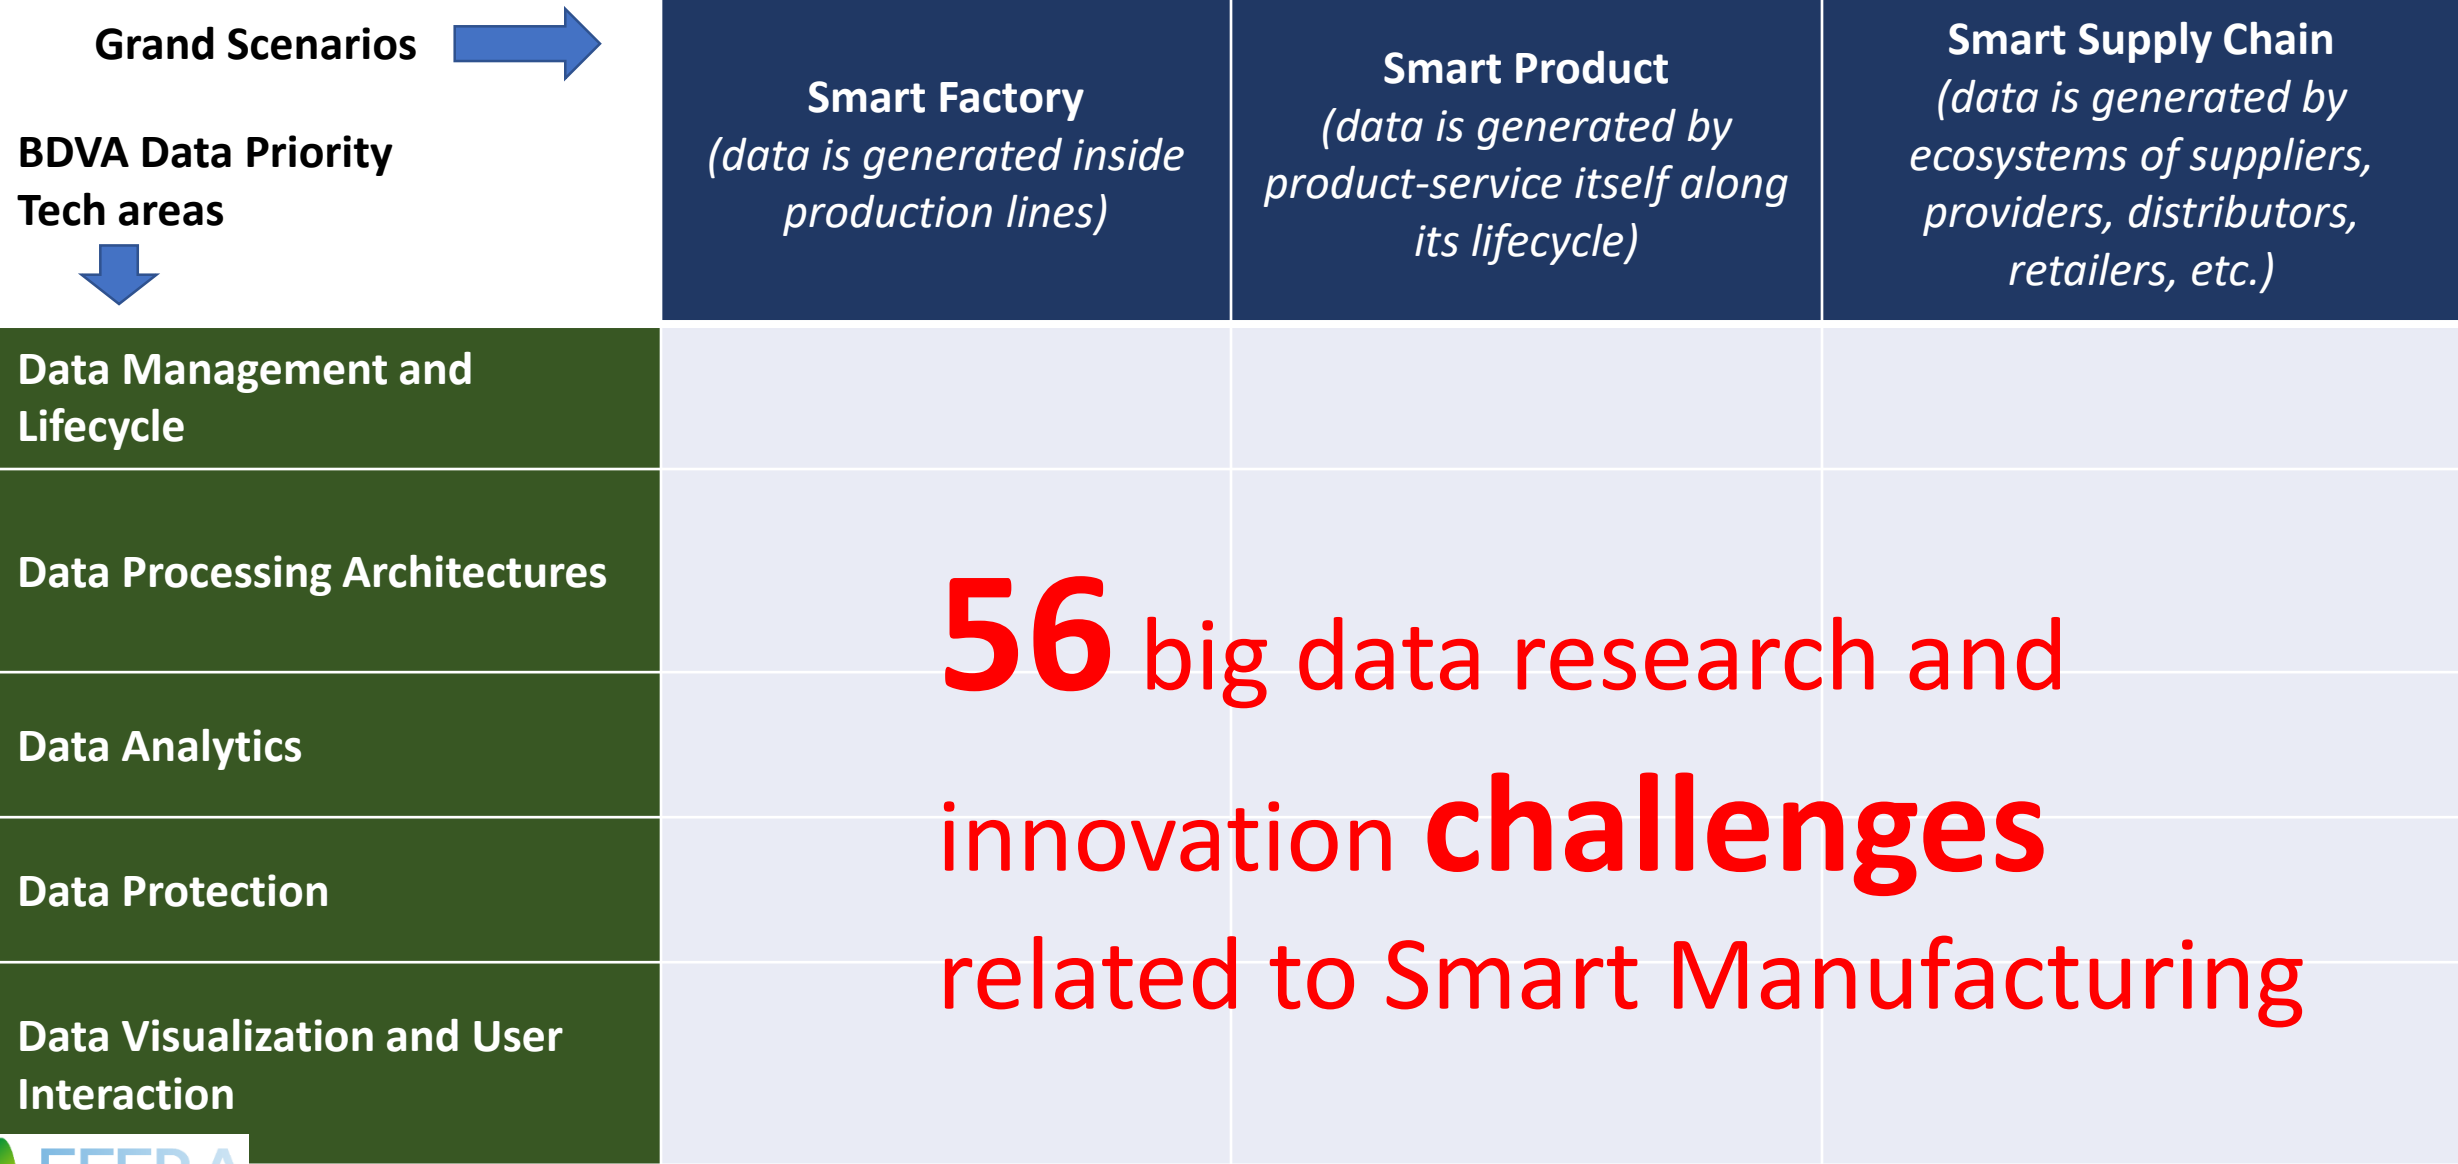 Grand Scenarios
BDVA Data Priority
Tech areas
Smart Factory
(data is generated inside
production lines)
Smart Product
(data is generated by
product-service itself along
its lifecycle)
Smart Supply Chain
(data is generated by
ecosystems of suppliers,
providers, distributors,
retailers, etc.)
Data Management and
Lifecycle
Data Processing Architectures
Data Analytics
Data Protection
Data Visualization and User
Interaction
56 big data research and
innovation challenges
related to Smart Manufacturing